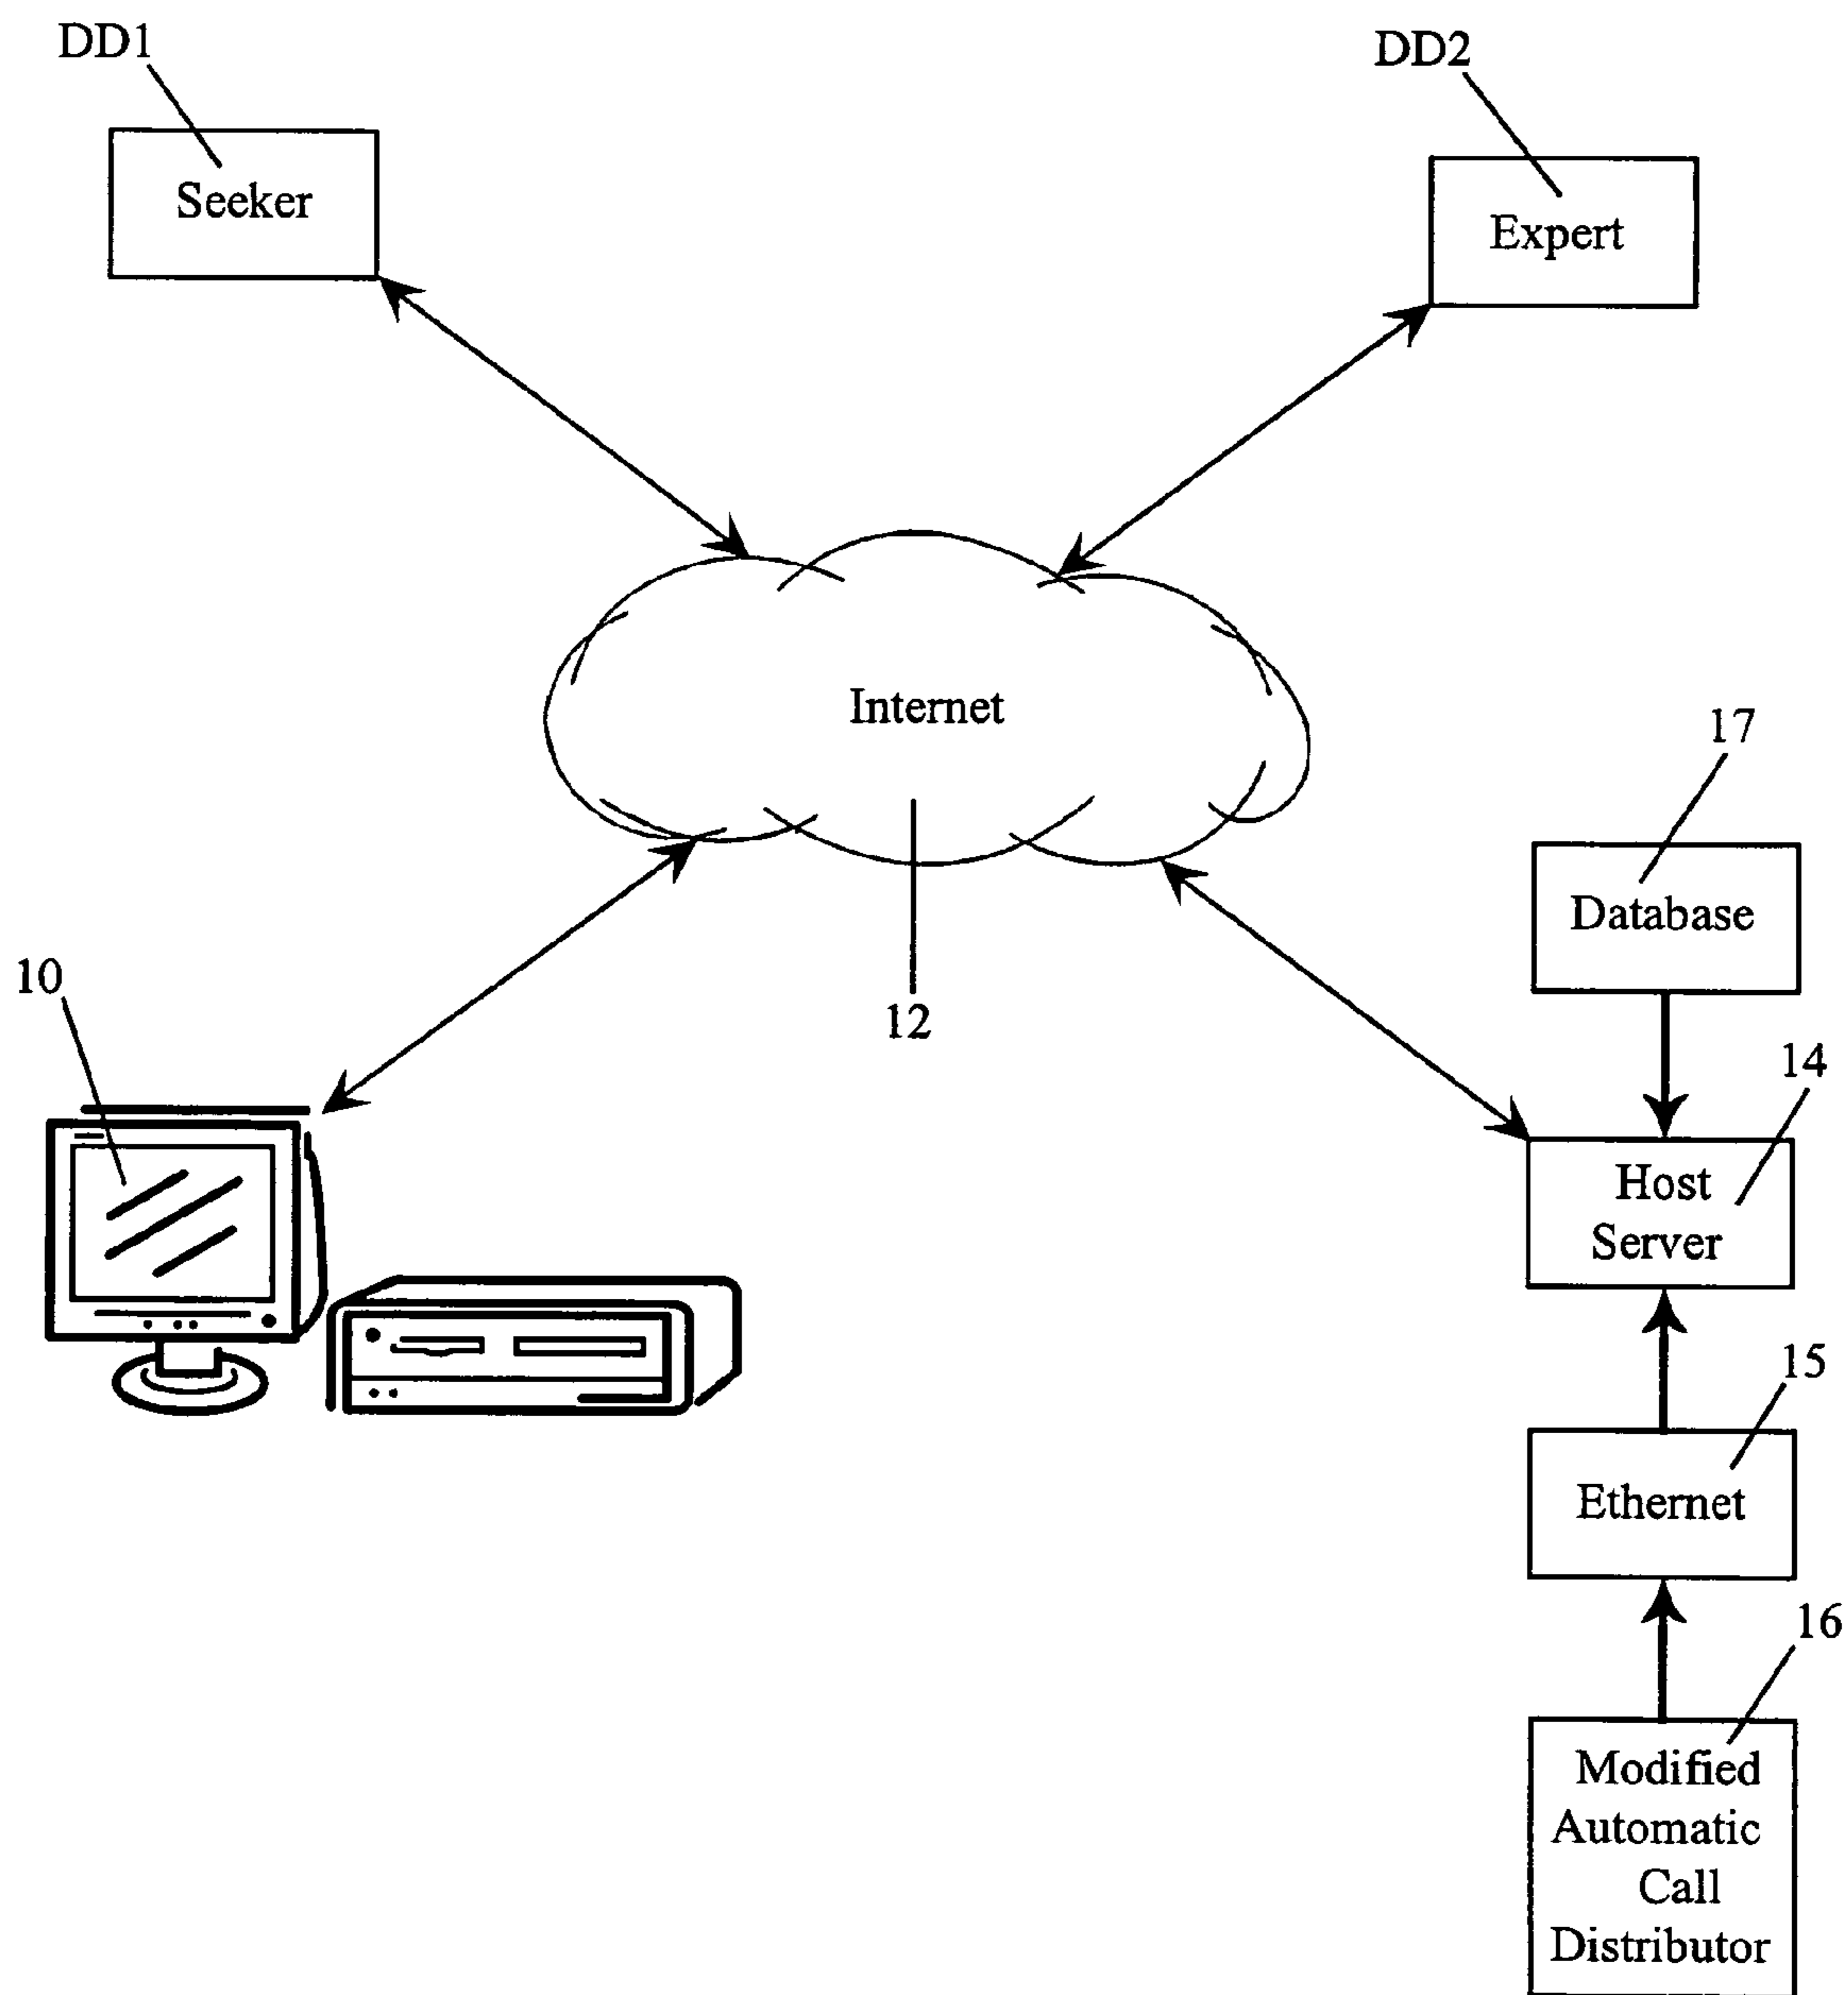 DD1
DD2
Seeker
Expert
Internet
17
Database
10
12
14
Host
Server
15
Ethernet
16
Modified
Automatic
Call
Distributor